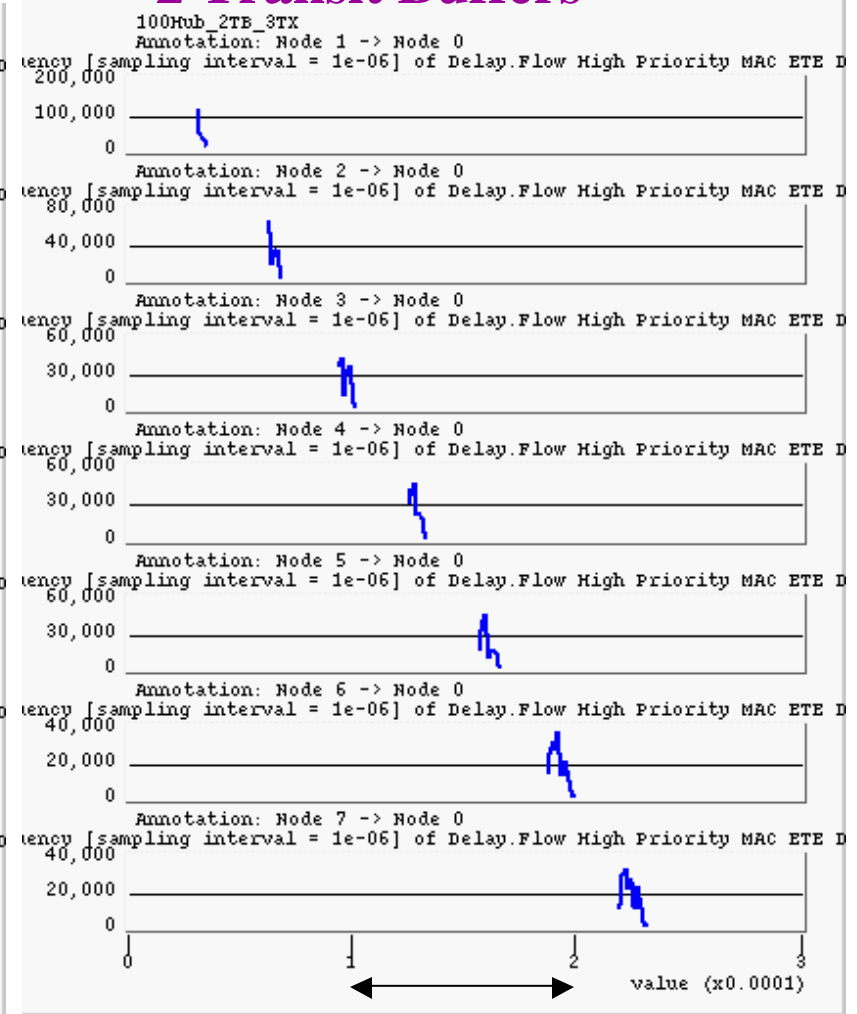 2 Transit Buffers
100Hub_2TB_3TX
Annotation: Node 1 -> Node 0
uency [sampling interval = 1e-06] of Delay.Flow High Priority MAC ETE D
200,000
100,000
0
Annotation: Node 2 -> Node 0
uency [sampling interval = 1e-06] of Delay.Flow High Priority MAC ETE D
80,000
40,000
0
Annotation: Node 3 -> Node 0
uency [sampling interval = 1e-06] of Delay.Flow High Priority MAC ETE D
60,000
30,000
0
Annotation: Node 4 -> Node 0
uency [sampling interval = 1e-06] of Delay.Flow High Priority MAC ETE D
60,000
30,000
0
Annotation: Node 5 -> Node 0
uency [sampling interval = 1e-06] of Delay.Flow High Priority MAC ETE D
60,000
30,000
0
Annotation: Node 6 -> Node 0
uency [sampling interval = 1e-06] of Delay.Flow High Priority MAC ETE D
40,000
20,000
0
Annotation: Node 7 -> Node 0
uency [sampling interval = 1e-06] of Delay.Flow High Priority MAC ETE D
40,000
20,000
0
0 1 2 3
value (x0.0001)